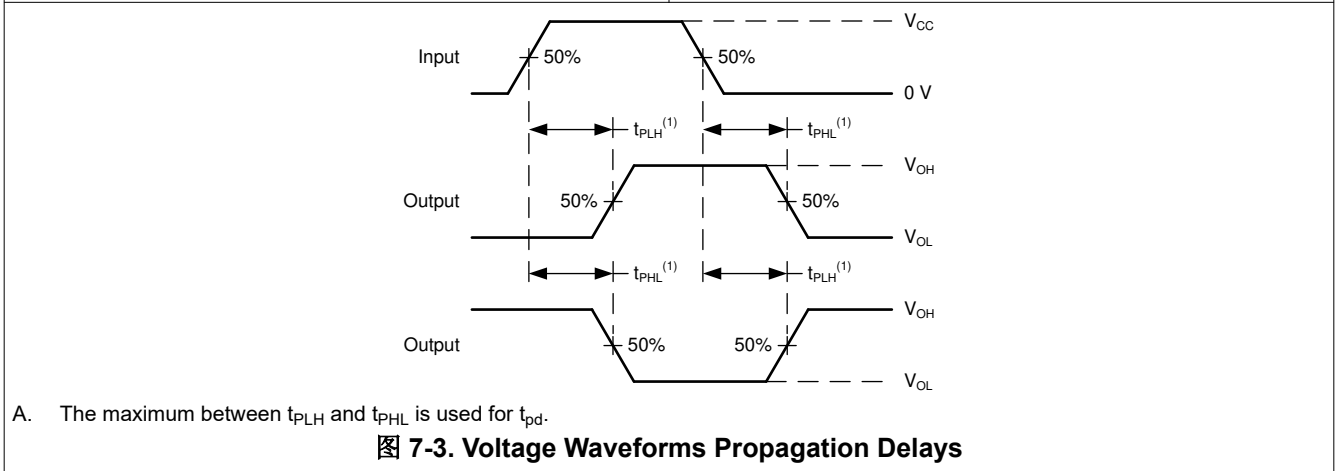 V_CC
Input 50% 50%
0 V
t_PLH^(1) t_PHL^(1)
V_OH
Output 50% 50%
V_OL
t_PHL^(1) t_PLH^(1)
V_OH
Output 50% 50%
V_OL
A. The maximum between t_PLH and t_PHL is used for t_pd.
图 7-3. Voltage Waveforms Propagation Delays